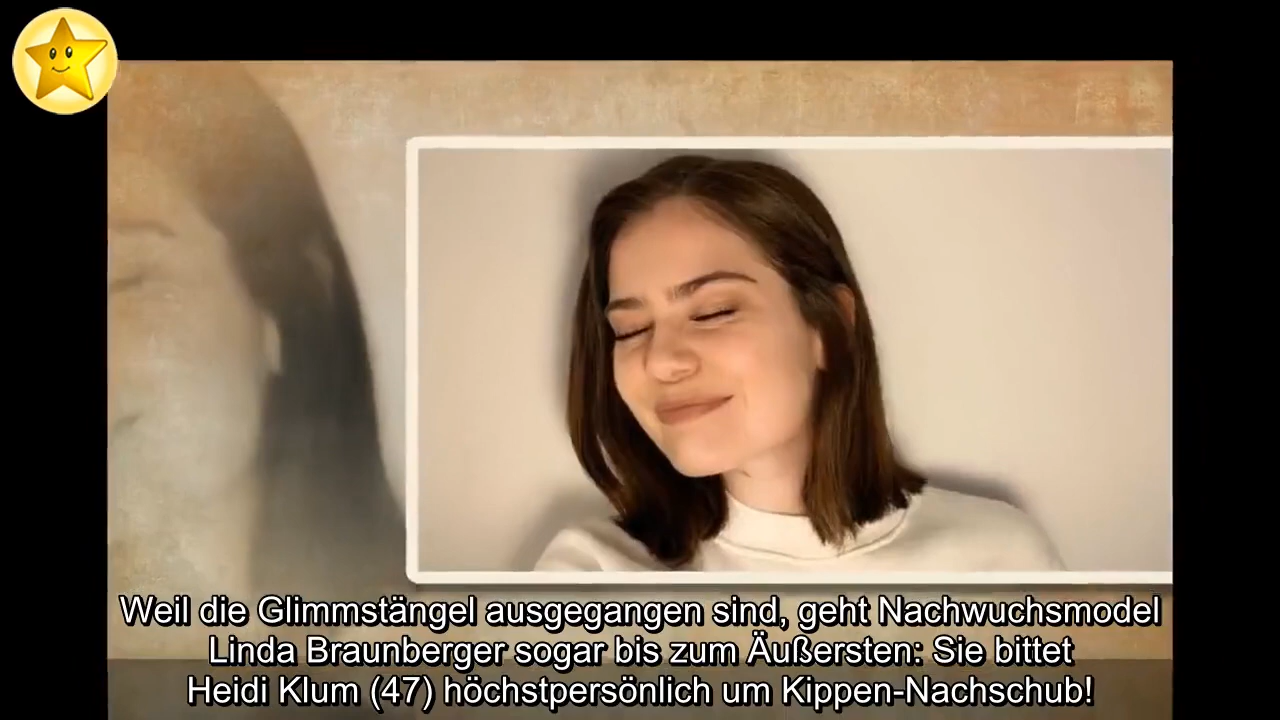 Weil die Glimmstängel ausgegangen sind, geht Nachwuchsmodel
Linda Braunberger sogar bis zum Äußersten: Sie bittet
Heidi Klum (47) höchstpersönlich um Kippen-Nachschub!